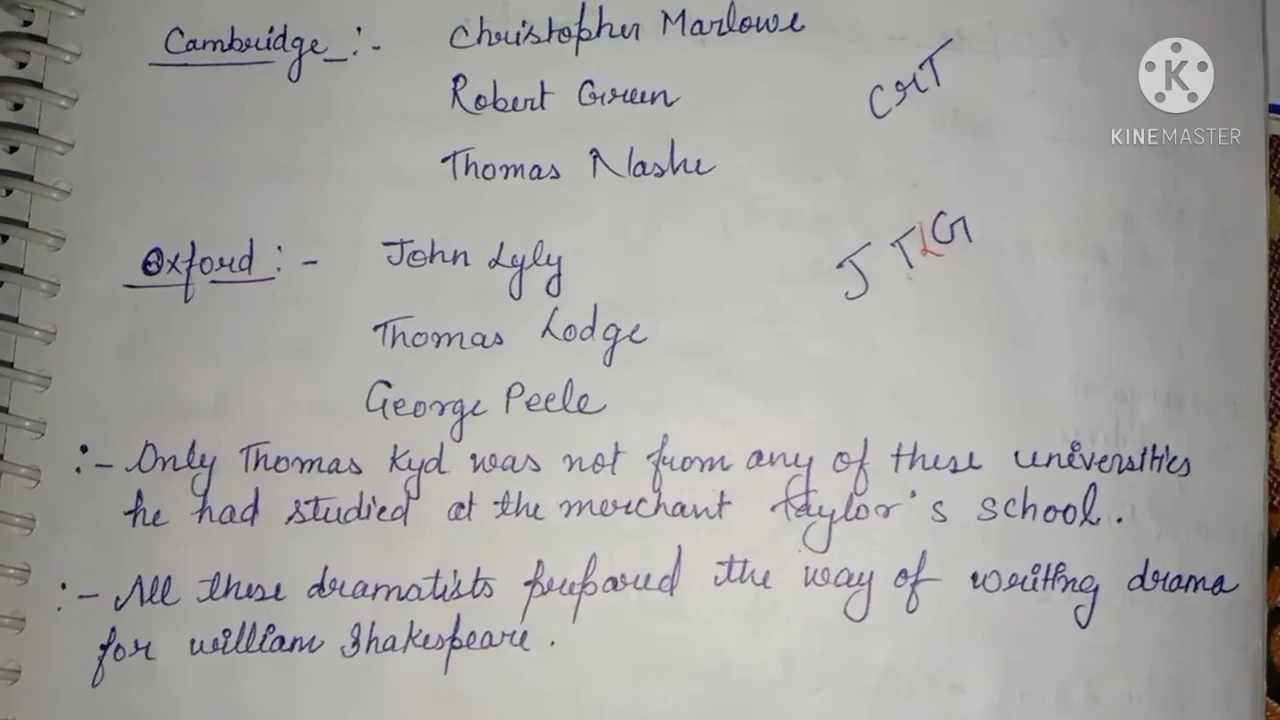 Cambridge :- Christopher Marlowe
Robert Green
CRT
KINEMASTER
Thomas Nashe
Oxford :- John Lyly
JTLG
Thomas Lodge
George Peele
:- Only Thomas Kyd was not from any of these universities
he had studied at the merchant Taylor's school.
:- All these dramatists prepared the way of writing drama
for william Shakespeare.